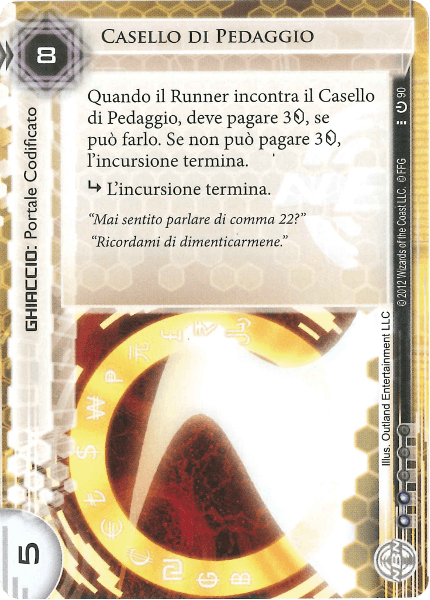 8
CASELLO DI PEDAGGIO
GHIACCIO: Portale Codificato
Quando il Runner incontra il Casello
di Pedaggio, deve pagare 3, se
può farlo. Se non può pagare 3,
l’incursione termina.
↳ L’incursione termina.
“Mai sentito parlare di comma 22?”
“Ricordami di dimenticarmene.”
90
© 2012 Wizards of the Coast LLC. © FFG
Illus. Outland Entertainment LLC
5
NBN